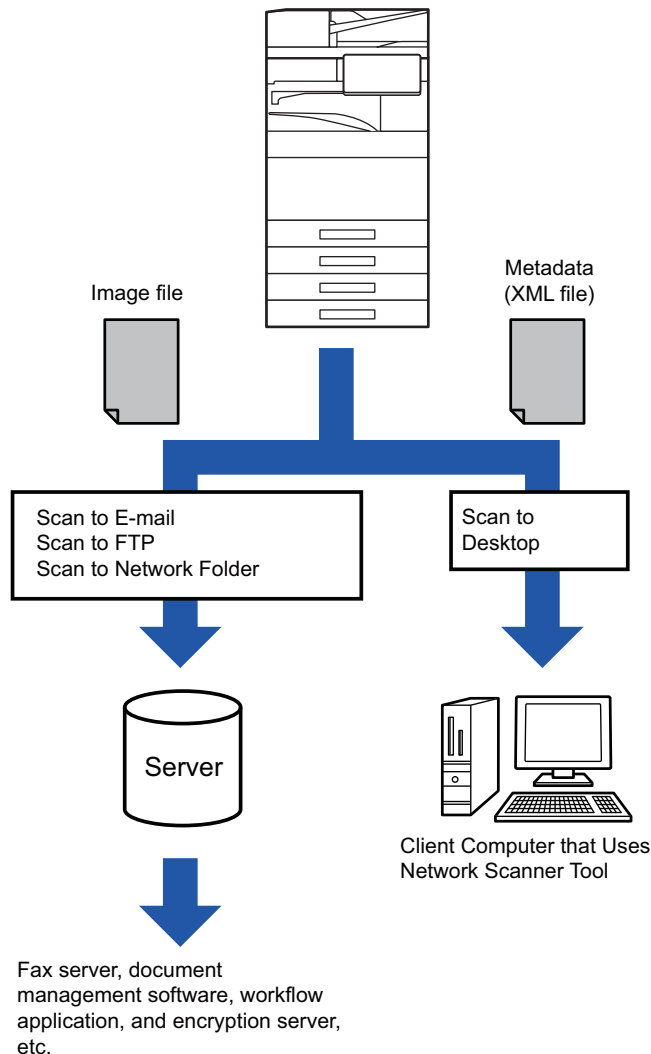 Image file
Metadata
(XML file)
Scan to E-mail
Scan to FTP
Scan to Network Folder
Scan to
Desktop
Server
Client Computer that Uses
Network Scanner Tool
Fax server, document
management software, workflow
application, and encryption server,
etc.